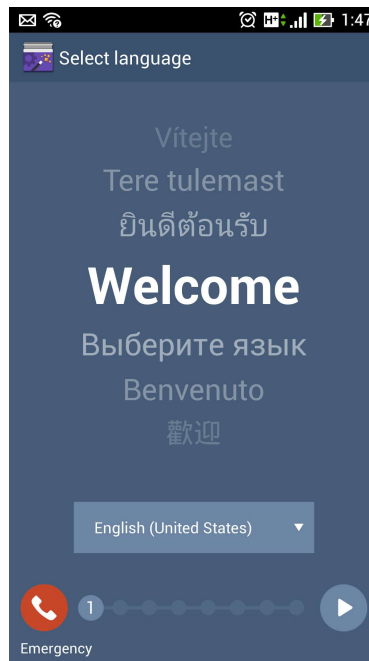 H+ 1:47
Select language
Vítejte
Tere tulemast
ยินดีต้อนรับ
Welcome
Выберите язык
Benvenuto
歡迎
English (United States)
1
Emergency